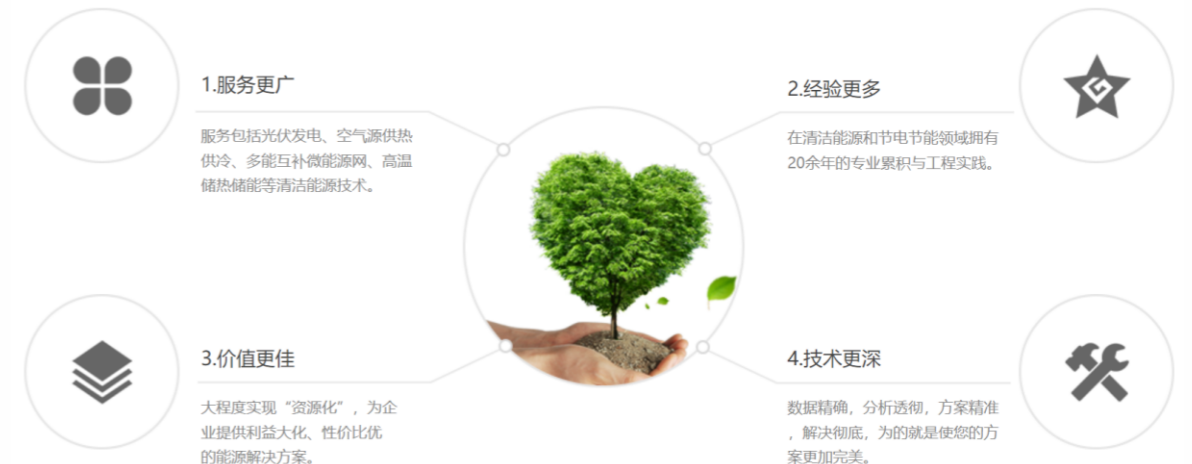 1.服务更广
服务包括光伏发电、空气源供热
供冷、多能互补微能源网、高温
储热储能等清洁能源技术。
2.经验更多
在清洁能源和节电节能领域拥有
20余年的专业累积与工程实践。
3.价值更佳
大程度实现“资源化”，为企
业提供利益大化、性价比优
的能源解决方案。
4.技术更深
数据精确，分析透彻，方案精准
，解决彻底，为的就是使您的方
案更加完美。